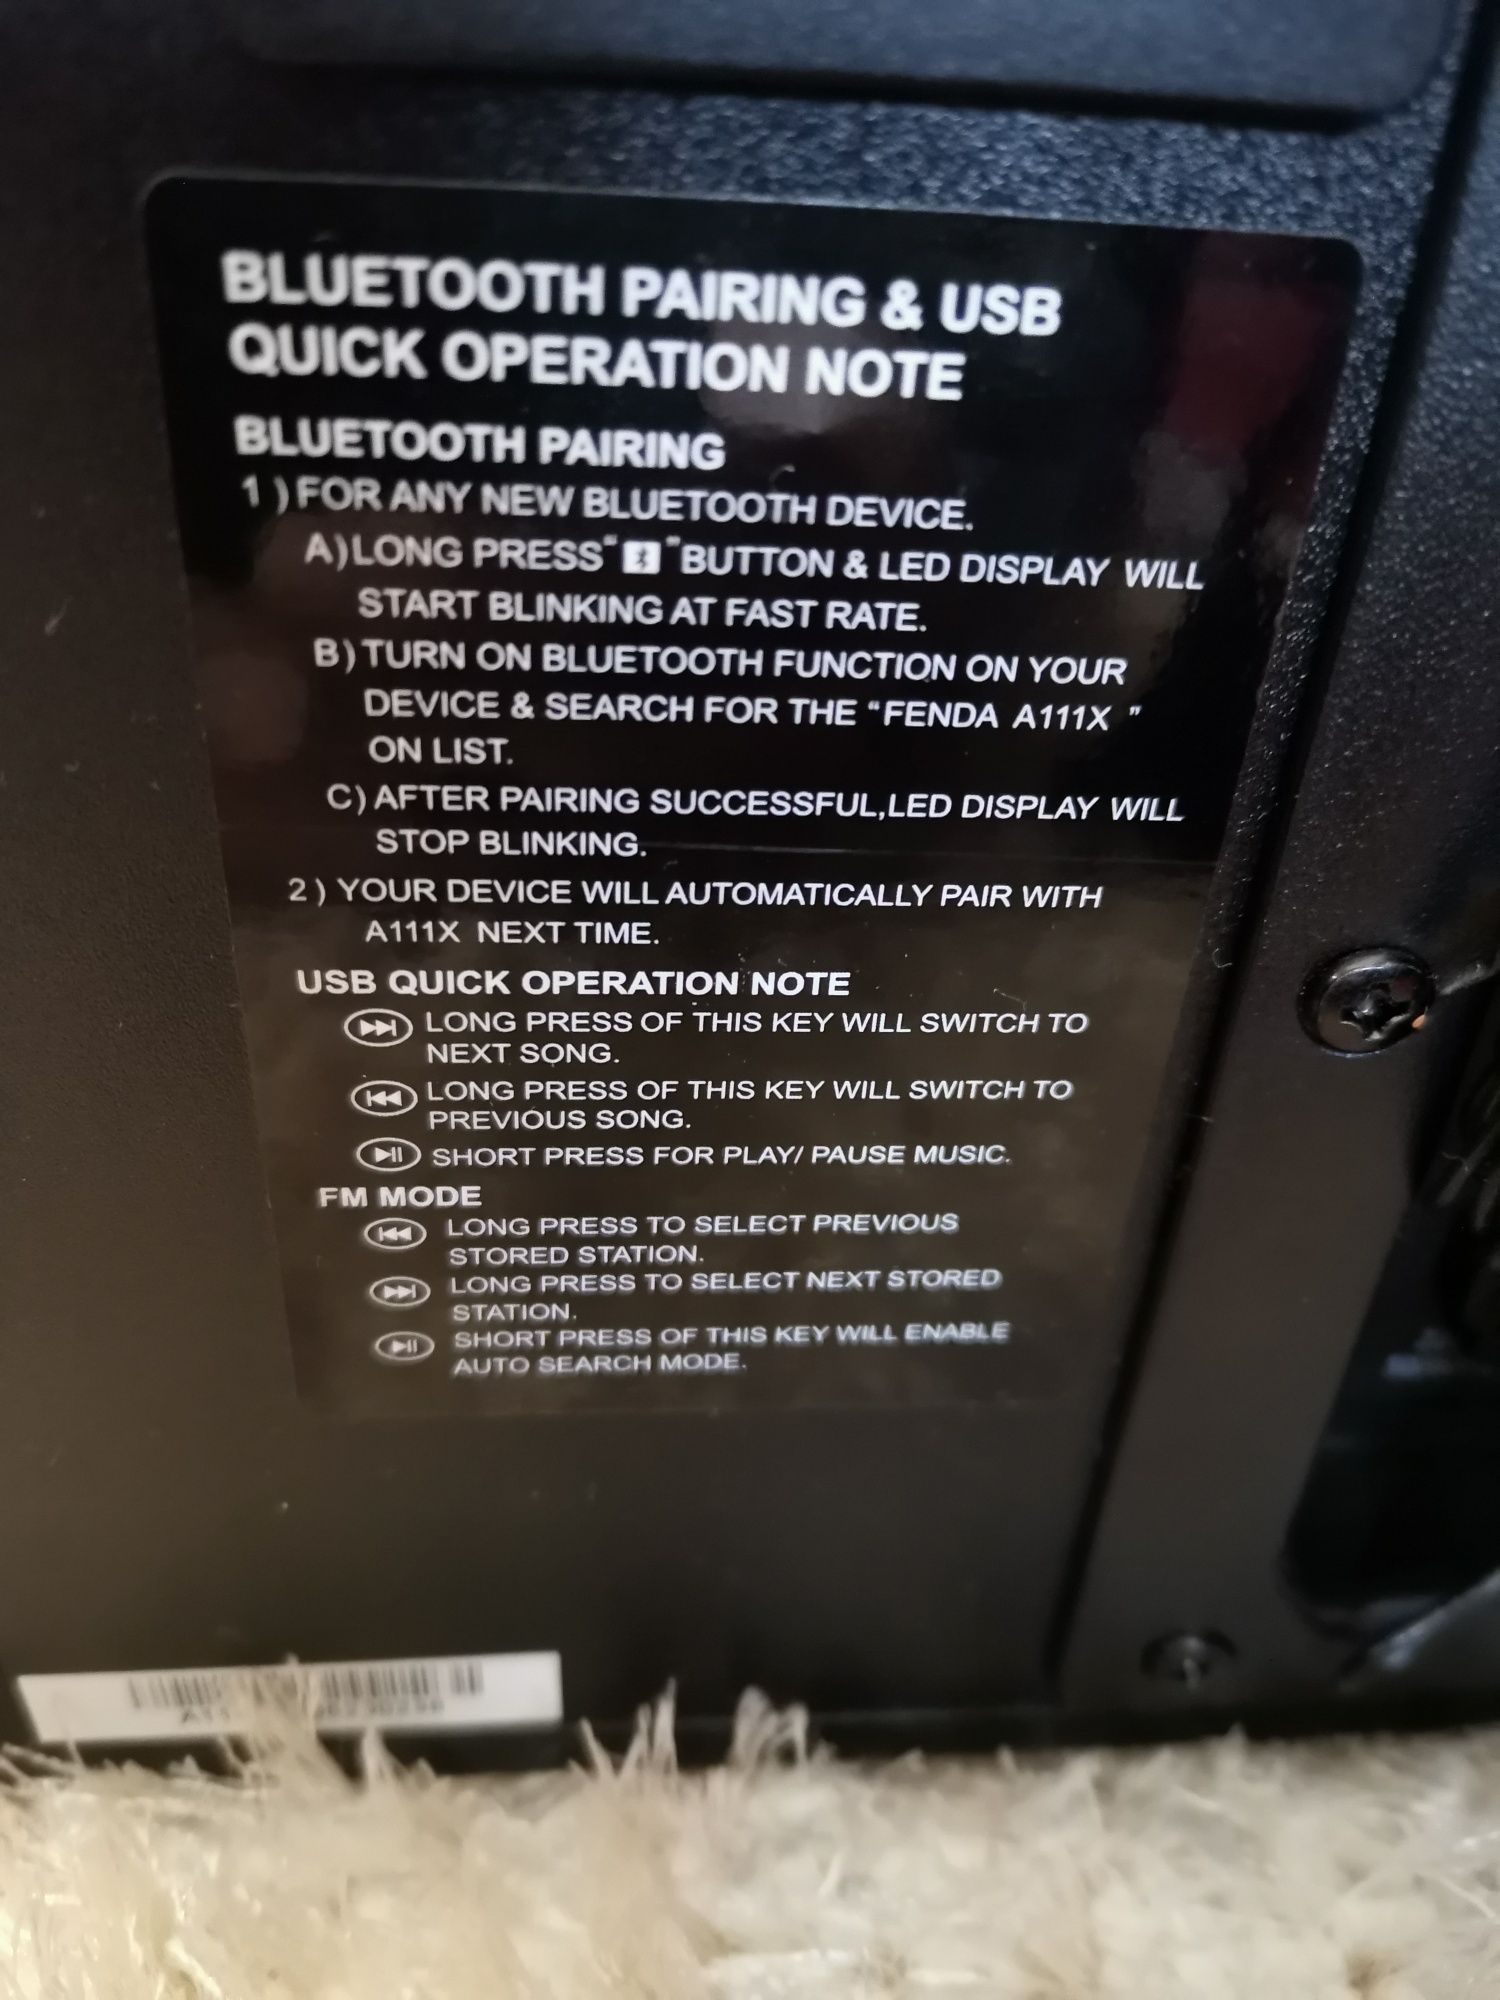 BLUETOOTH PAIRING & USB
QUICK OPERATION NOTE
BLUETOOTH PAIRING
1 ) FOR ANY NEW BLUETOOTH DEVICE.
A) LONG PRESS " " BUTTON & LED DISPLAY WILL
START BLINKING AT FAST RATE.
B) TURN ON BLUETOOTH FUNCTION ON YOUR
DEVICE & SEARCH FOR THE "FENDA A111X "
ON LIST.
C) AFTER PAIRING SUCCESSFUL,LED DISPLAY WILL
STOP BLINKING.
2 ) YOUR DEVICE WILL AUTOMATICALLY PAIR WITH
A111X NEXT TIME.
USB QUICK OPERATION NOTE
LONG PRESS OF THIS KEY WILL SWITCH TO
NEXT SONG.
LONG PRESS OF THIS KEY WILL SWITCH TO
PREVIOUS SONG.
SHORT PRESS FOR PLAY/ PAUSE MUSIC.
FM MODE
LONG PRESS TO SELECT PREVIOUS
STORED STATION.
LONG PRESS TO SELECT NEXT STORED
STATION.
SHORT PRESS OF THIS KEY WILL ENABLE
AUTO SEARCH MODE.